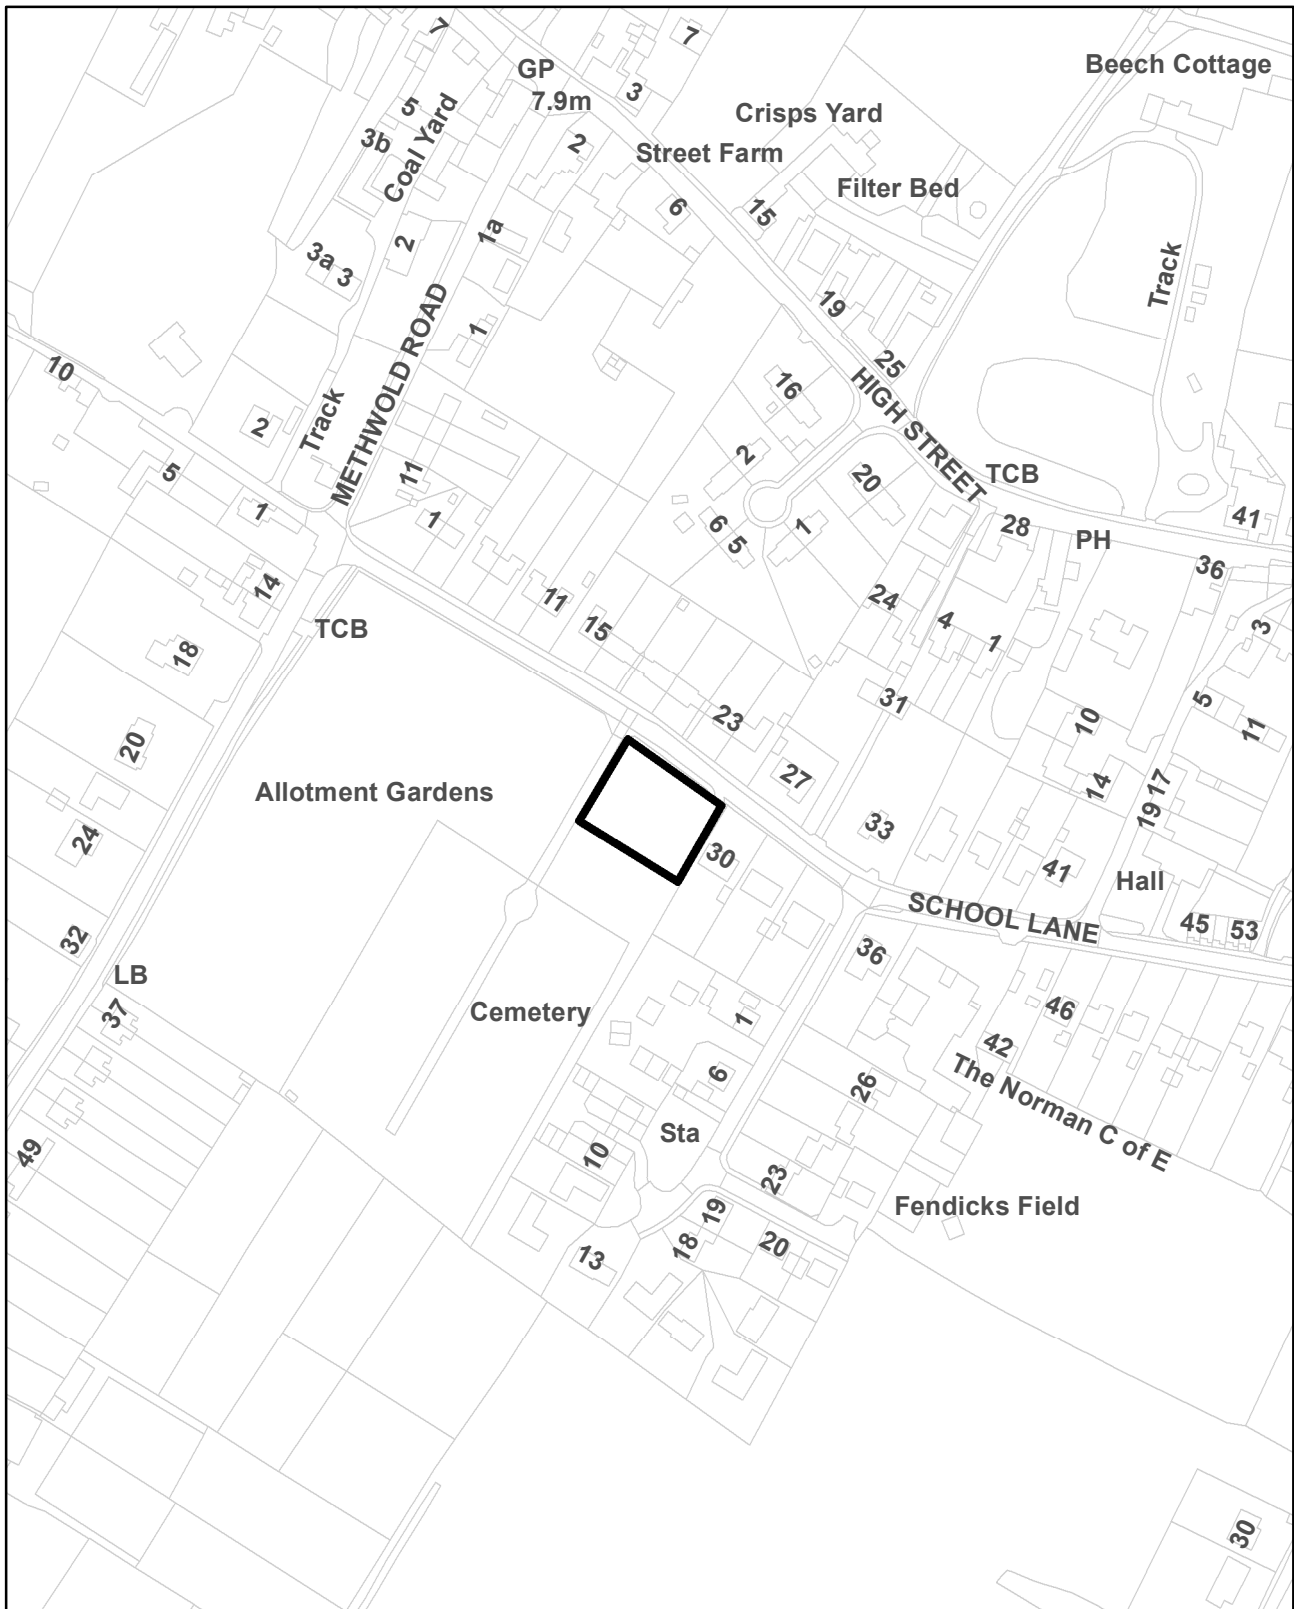 7
7
GP
7.9m
3
Beech Cottage
5
Coal Yard
3b
Crisps Yard
2
Street Farm
Filter Bed
6
15
1a
2
3a
3
Track
19
1
METHWOLD ROAD
25
10
16
HIGH STREET
2
Track
2
11
5
20
TCB
1
1
6
5
1
28
41
PH
36
14
11
15
24
4
1
3
TCB
18
31
5
23
10
11
20
27
14
17
19
Allotment Gardens
24
30
33
41
Hall
SCHOOL LANE
45
53
32
36
LB
37
Cemetery
1
46
42
The Norman C of E
6
26
Sta
49
10
23
19
Fendicks Field
18
20
13
30